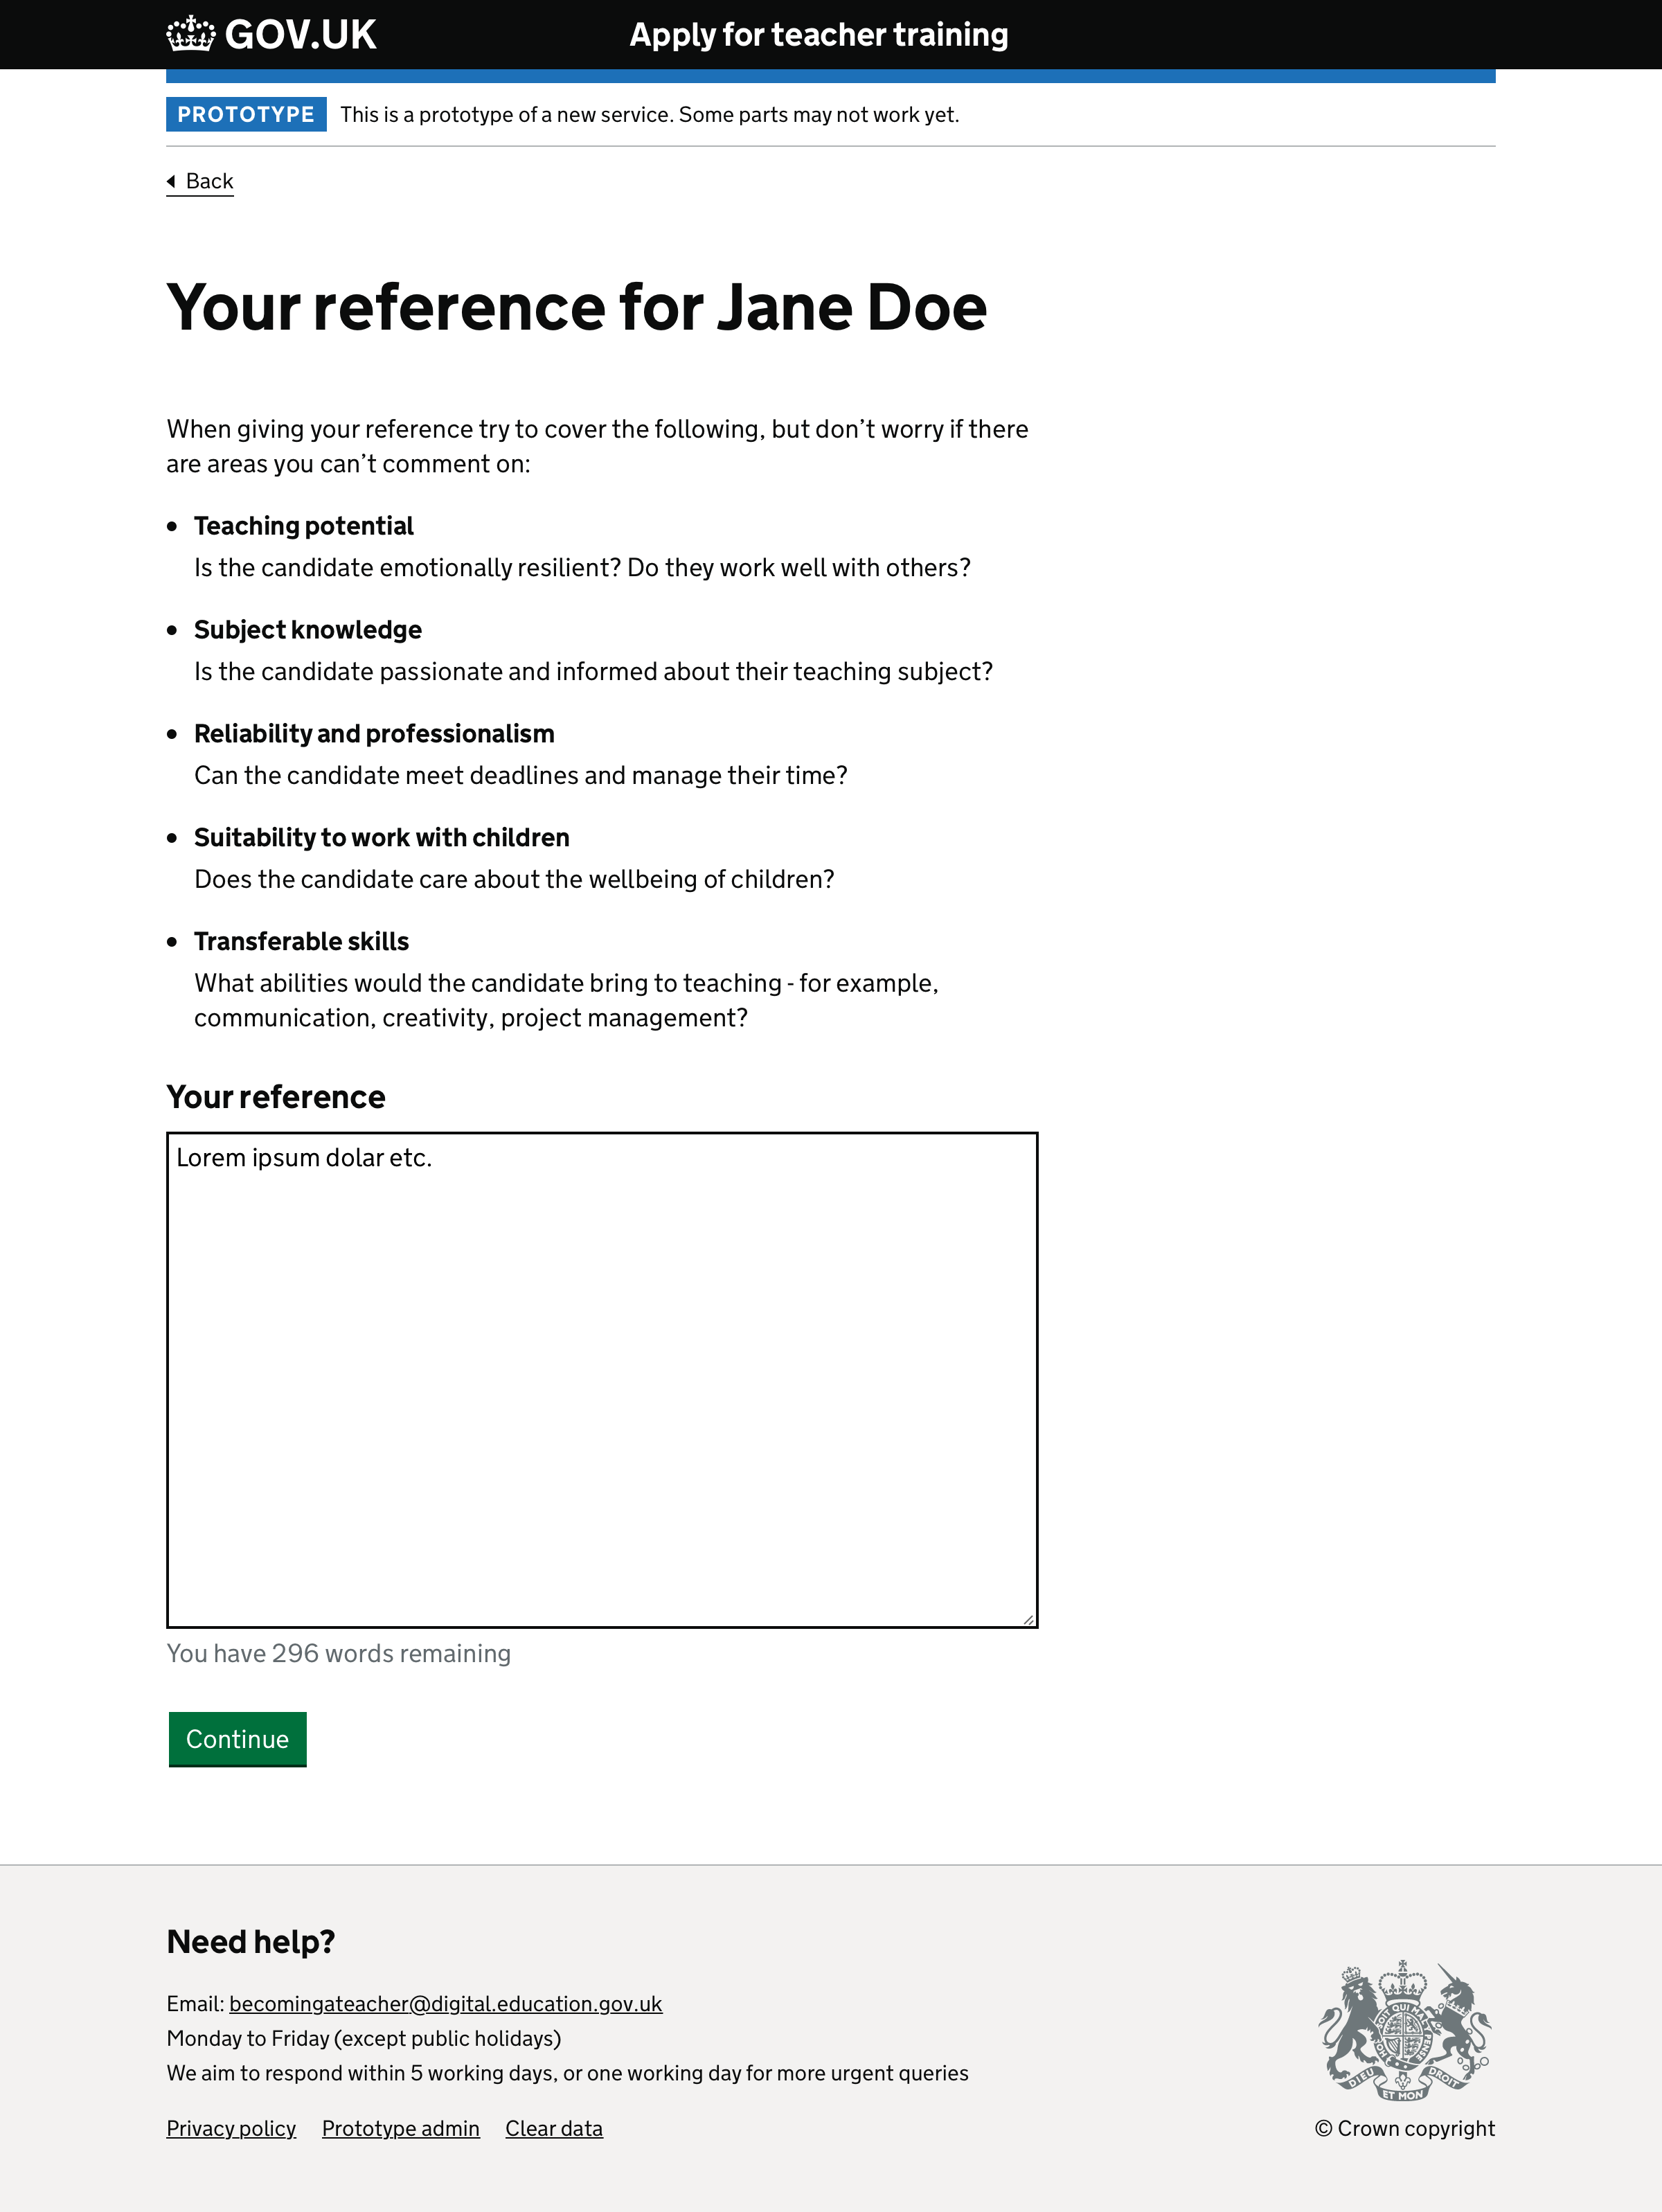 GOV.UK
Apply for teacher training
PROTOTYPE This is a prototype of a new service. Some parts may not work yet.
Back
Your reference for Jane Doe
When giving your reference try to cover the following, but don’t worry if there
are areas you can’t comment on:
• Teaching potential
Is the candidate emotionally resilient? Do they work well with others?
• Subject knowledge
Is the candidate passionate and informed about their teaching subject?
• Reliability and professionalism
Can the candidate meet deadlines and manage their time?
• Suitability to work with children
Does the candidate care about the wellbeing of children?
• Transferable skills
What abilities would the candidate bring to teaching - for example,
communication, creativity, project management?
Your reference
Lorem ipsum dolar etc.
You have 296 words remaining
Continue
Need help?
Email: becomingateacher@digital.education.gov.uk
Monday to Friday (except public holidays)
We aim to respond within 5 working days, or one working day for more urgent queries
Privacy policy Prototype admin Clear data
DIEU ET MON DROIT
© Crown copyright